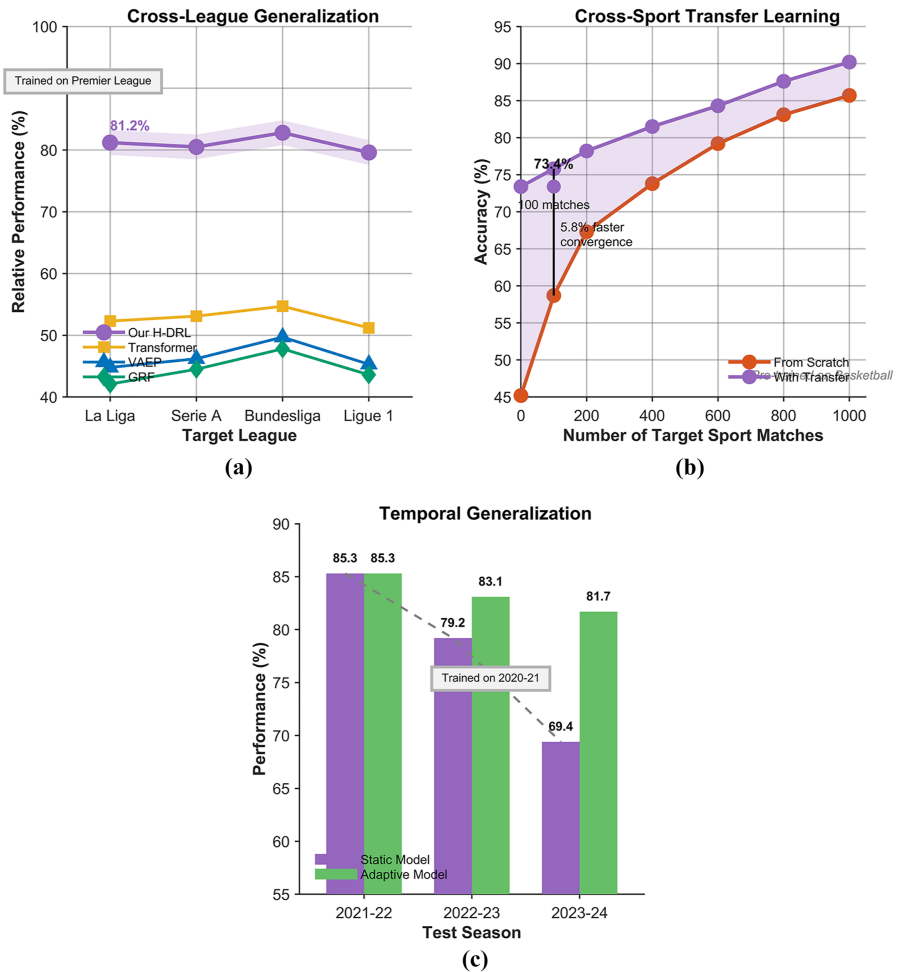 Cross-League Generalization
100
90
80
70
60
50
40
Relative Performance (%)
Trained on Premier League
81.2%
Our H-DRL
Transformer
VAEP
GRF
La Liga
Serie A
Bundesliga
Ligue 1
Target League
(a)
Cross-Sport Transfer Learning
95
90
85
80
75
70
65
60
55
50
45
Accuracy (%)
73.4%
100 matches
5.8% faster
convergence
From Scratch
With Transfer
Basketball
0
200
400
600
800
1000
Number of Target Sport Matches
(b)
Temporal Generalization
90
85
80
75
70
65
60
55
Performance (%)
85.3
85.3
79.2
83.1
69.4
81.7
Trained on 2020-21
Static Model
Adaptive Model
2021-22
2022-23
2023-24
Test Season
(c)